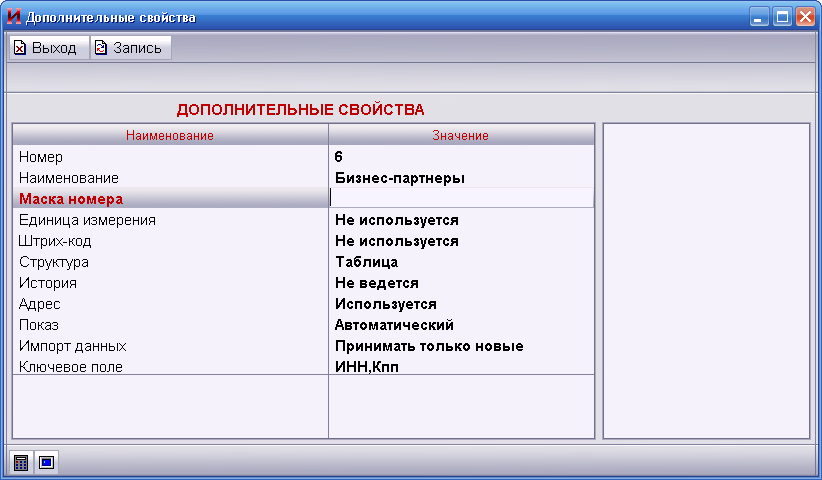 Дополнительные свойства
Выход Запись
ДОПОЛНИТЕЛЬНЫЕ СВОЙСТВА
Наименование Значение
Номер 6
Наименование Бизнес-партнеры
Маска номера
Единица измерения Не используется
Штрих-код Не используется
Структура Таблица
История Не ведется
Адрес Используется
Показ Автоматический
Импорт данных Принимать только новые
Ключевое поле ИНН,Кпп